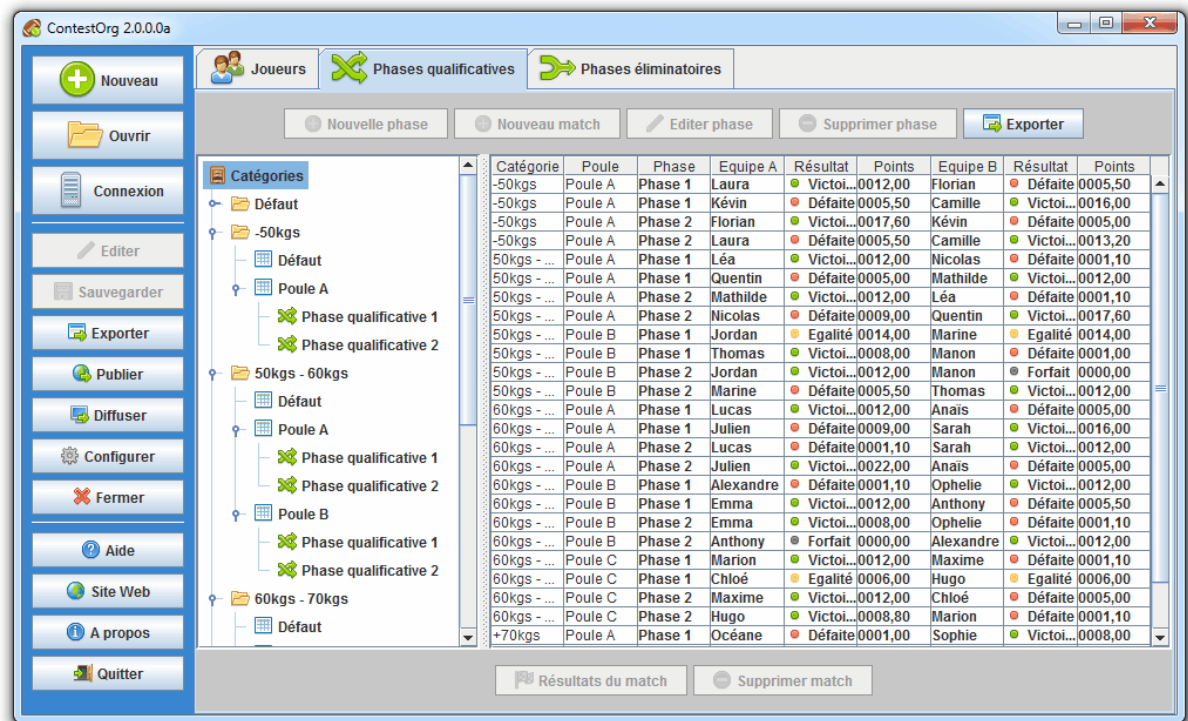 ContestOrg 2.0.0.0a
Nouveau
Ouvrir
Connexion
Editer
Sauvegarder
Exporter
Publier
Diffuser
Configurer
Fermer
Aide
Site Web
A propos
Quitter
Joueurs Phases qualificatives Phases éliminatoires
Nouvelle phase Nouveau match Editer phase Supprimer phase Exporter
Catégories
Défaut
-50kgs
Défaut
Poule A
Phase qualificative 1
Phase qualificative 2
50kgs - 60kgs
Défaut
Poule A
Phase qualificative 1
Phase qualificative 2
Poule B
Phase qualificative 1
Phase qualificative 2
60kgs - 70kgs
Défaut
Catégorie Poule Phase Equipe A Résultat Points Equipe B Résultat Points
-50kgs Poule A Phase 1 Laura Victoi... 0012,00 Florian Défaite 0005,50
-50kgs Poule A Phase 1 Kévin Défaite 0005,50 Camille Victoi... 0016,00
-50kgs Poule A Phase 2 Florian Victoi... 0017,60 Kévin Défaite 0005,00
-50kgs Poule A Phase 2 Laura Défaite 0005,50 Camille Victoi... 0013,20
50kgs - ... Poule A Phase 1 Léa Victoi... 0012,00 Nicolas Défaite 0001,10
50kgs - ... Poule A Phase 1 Quentin Défaite 0005,00 Mathilde Victoi... 0012,00
50kgs - ... Poule A Phase 2 Mathilde Victoi... 0012,00 Léa Défaite 0001,10
50kgs - ... Poule A Phase 2 Nicolas Défaite 0009,00 Quentin Victoi... 0017,60
50kgs - ... Poule B Phase 1 Jordan Egalité 0014,00 Marine Egalité 0014,00
50kgs - ... Poule B Phase 1 Thomas Victoi... 0008,00 Manon Défaite 0001,00
50kgs - ... Poule B Phase 2 Jordan Victoi... 0012,00 Manon Forfait 0000,00
50kgs - ... Poule B Phase 2 Marine Défaite 0005,50 Thomas Victoi... 0012,00
60kgs - ... Poule A Phase 1 Lucas Victoi... 0012,00 Anaïs Défaite 0005,00
60kgs - ... Poule A Phase 1 Julien Défaite 0009,00 Sarah Victoi... 0016,00
60kgs - ... Poule A Phase 2 Lucas Défaite 0001,10 Sarah Victoi... 0012,00
60kgs - ... Poule A Phase 2 Julien Victoi... 0022,00 Anaïs Défaite 0005,00
60kgs - ... Poule B Phase 1 Alexandre Défaite 0001,10 Ophelie Victoi... 0012,00
60kgs - ... Poule B Phase 1 Emma Victoi... 0012,00 Anthony Défaite 0005,50
60kgs - ... Poule B Phase 2 Emma Victoi... 0008,00 Ophelie Défaite 0001,10
60kgs - ... Poule B Phase 2 Anthony Forfait 0000,00 Alexandre Victoi... 0012,00
60kgs - ... Poule C Phase 1 Marion Victoi... 0012,00 Maxime Défaite 0001,10
60kgs - ... Poule C Phase 1 Chloé Egalité 0006,00 Hugo Egalité 0006,00
60kgs - ... Poule C Phase 2 Maxime Victoi... 0012,00 Chloé Défaite 0005,00
60kgs - ... Poule C Phase 2 Hugo Victoi... 0008,80 Marion Défaite 0001,10
+70kgs Poule A Phase 1 Océane Défaite 0001,00 Sophie Victoi... 0008,00
Résultats du match Supprimer match